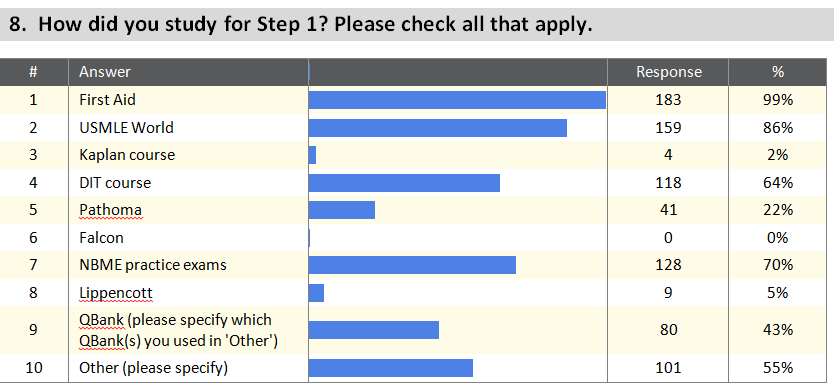 8. How did you study for Step 1? Please check all that apply.
# Answer Response %
1 First Aid 183 99%
2 USMLE World 159 86%
3 Kaplan course 4 2%
4 DIT course 118 64%
5 Pathoma 41 22%
6 Falcon 0 0%
7 NBME practice exams 128 70%
8 Lippencott 9 5%
9 QBank (please specify which
QBank(s) you used in 'Other') 80 43%
10 Other (please specify) 101 55%